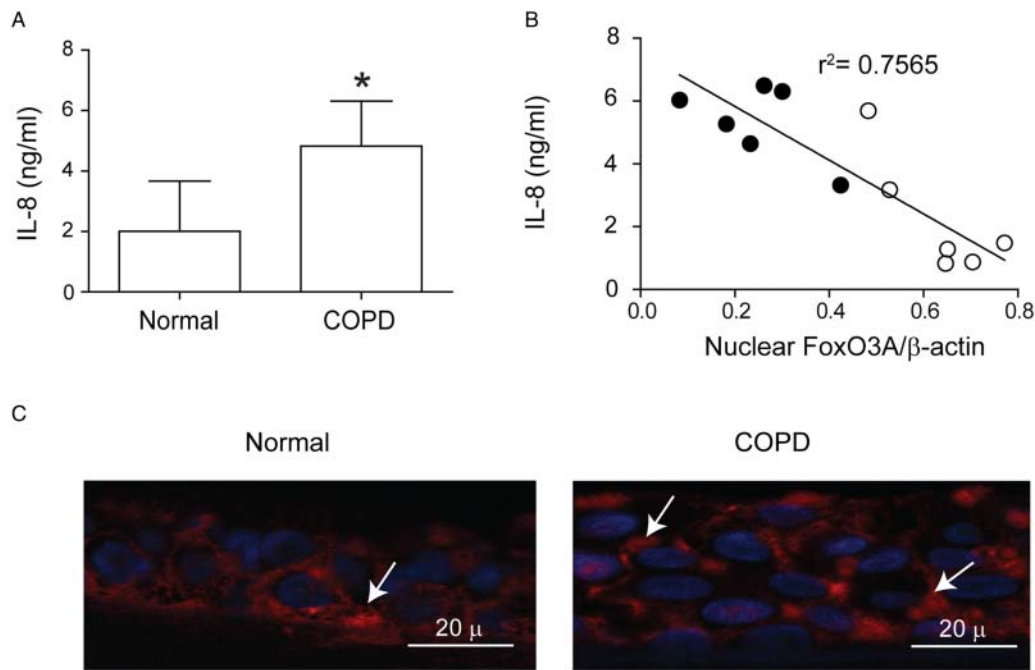 A
IL-8 (ng/ml)
8
6
4
2
0
*
Normal
COPD
B
IL-8 (ng/ml)
8
6
4
2
0
r²= 0.7565
0.0
0.2
0.4
0.6
0.8
Nuclear FoxO3A/β-actin
C
Normal
COPD
20 μ
20 μ